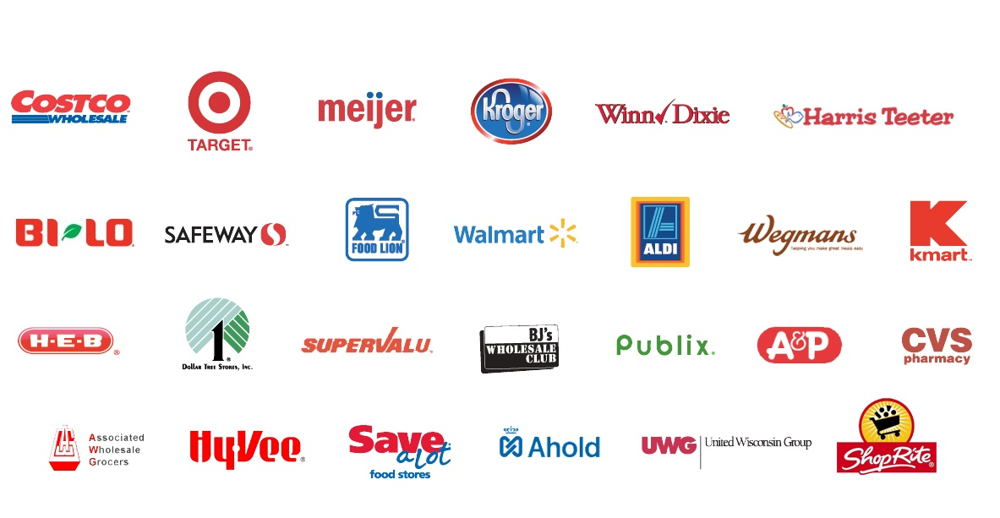 COSTCO
WHOLESALE
TARGET®
meijer®
Kroger®
Winn Dixie
Harris Teeter
BI-LO®
SAFEWAY
FOOD LION®
Walmart
ALDI
Wegmans
helping you make great meals easy
K
kmart
H-E-B®
1®
Dollar Tree Stores, Inc.
SUPERVALU
BJ's
WHOLESALE
CLUB
Publix®
A&P
CVS
pharmacy
Associated
Wholesale
Grocers
HyVee®
Save
a lot®
food stores
Ahold
UWG United Wisconsin Group
ShopRite®